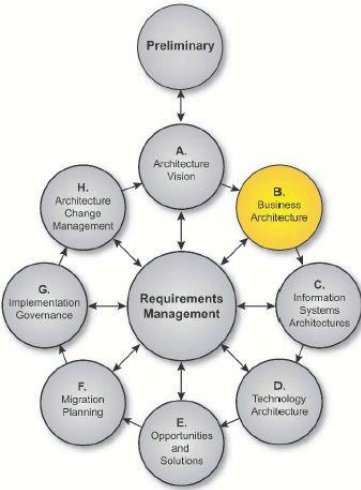 Preliminary
A.
Architecture
Vision
B.
Business
Architecture
C.
Information
Systems
Architectures
D.
Technology
Architecture
E.
Opportunities
and
Solutions
F.
Migration
Planning
G.
Implementation
Governance
H.
Architecture
Change
Management
Requirements
Management